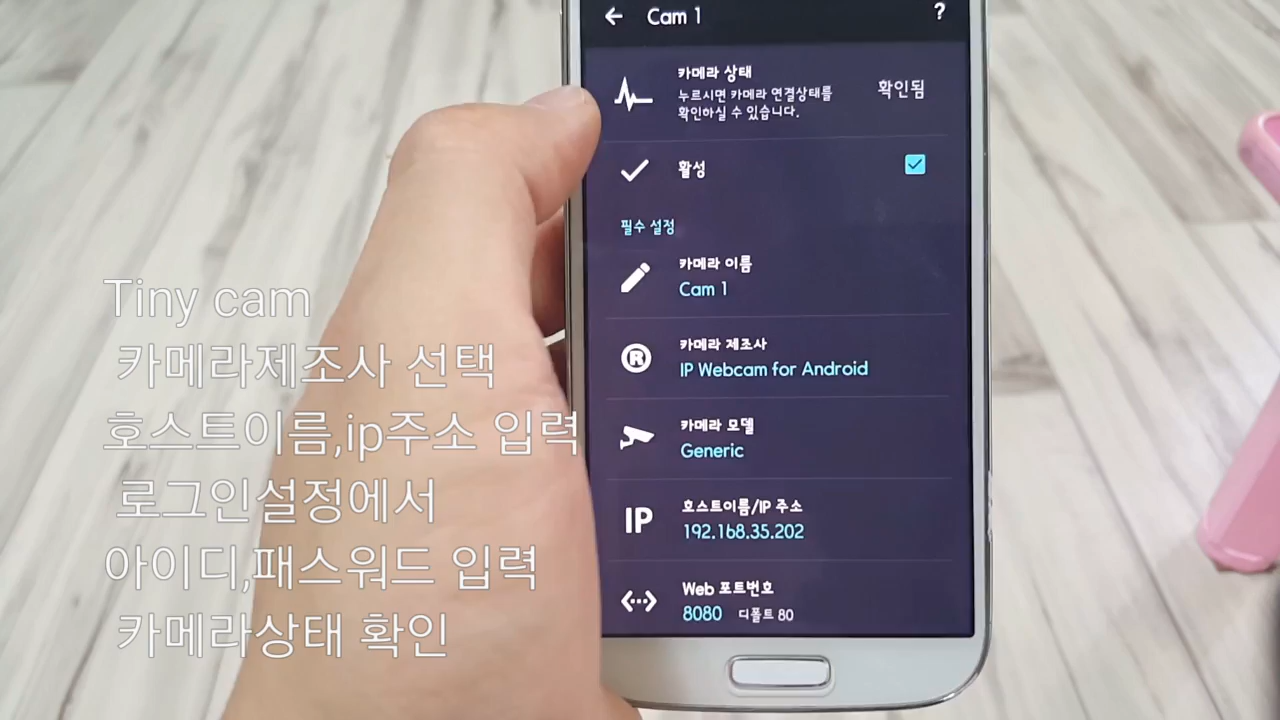 Cam 1
?
카메라 상태
누르시면 카메라 연결상태를
확인하실 수 있습니다.
확인됨
활성
필수 설정
카메라 이름
Cam 1
카메라 제조사
R
IP Webcam for Android
카메라 모델
Generic
호스트이름/IP 주소
IP
192.168.35.202
Web 포트번호
8080 디폴트 80
Tiny cam
카메라제조사 선택
호스트이름,ip주소 입력
로그인설정에서
아이디,패스워드 입력
카메라상태 확인